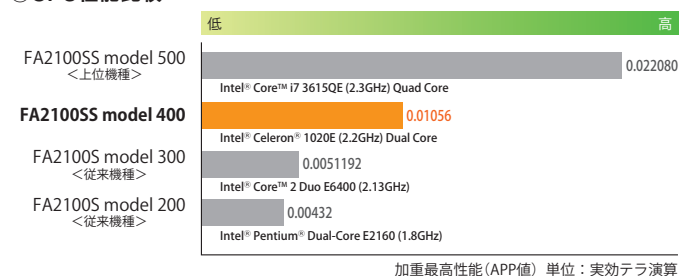 低 高
FA2100SS model 500
＜上位機種＞
0.022080
Intel® Core™ i7 3615QE (2.3GHz) Quad Core
FA2100SS model 400
0.01056
Intel® Celeron® 1020E (2.2GHz) Dual Core
FA2100S model 300
＜従来機種＞
0.0051192
Intel® Core™ 2 Duo E6400 (2.13GHz)
FA2100S model 200
＜従来機種＞
0.00432
Intel® Pentium® Dual-Core E2160 (1.8GHz)
加重最高性能（APP値）単位：実効テラ演算